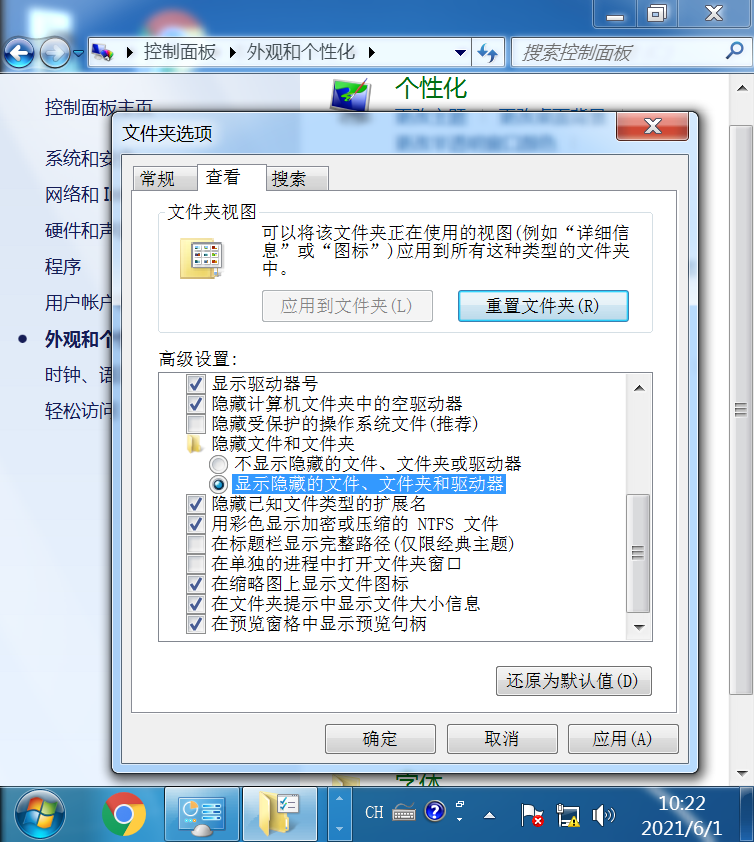 控制面板
外观和个性化
搜索控制面板
控制面板主页
个性化
系统和安
网络和 I
硬件和声
程序
用户帐户
外观和个
时钟、语
轻松访问
文件夹选项
常规
查看
搜索
文件夹视图
可以将该文件夹正在使用的视图(例如“详细信
息”或“图标”)应用到所有这种类型的文件夹
中。
应用到文件夹(L)
重置文件夹(R)
高级设置:
显示驱动器号
隐藏计算机文件夹中的空驱动器
隐藏受保护的操作系统文件(推荐)
隐藏文件和文件夹
不显示隐藏的文件、文件夹或驱动器
显示隐藏的文件、文件夹和驱动器
隐藏已知文件类型的扩展名
用彩色显示加密或压缩的 NTFS 文件
在标题栏显示完整路径(仅限经典主题)
在单独的进程中打开文件夹窗口
在缩略图上显示文件图标
在文件夹提示中显示文件大小信息
在预览窗格中显示预览句柄
还原为默认值(D)
确定
取消
应用(A)
字体
CH
10:22
2021/6/1